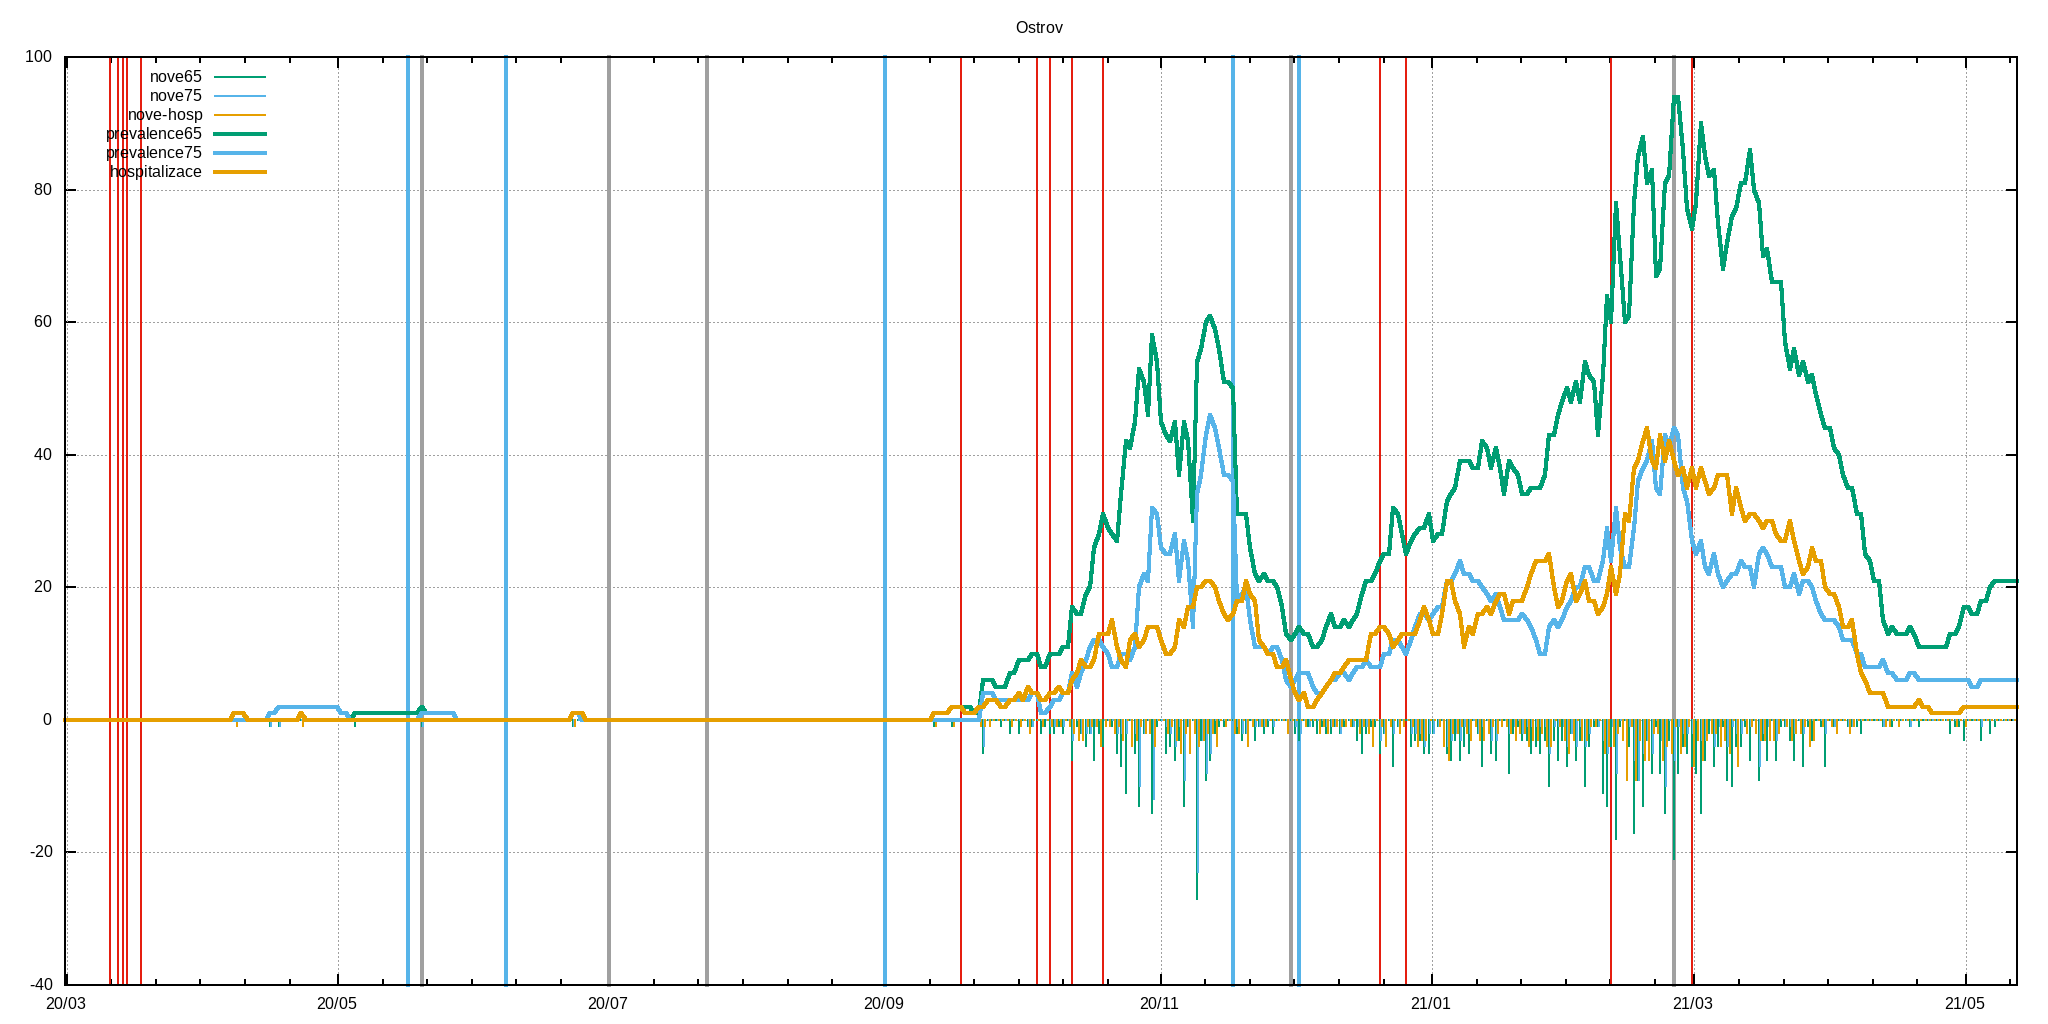 Ostrov
100
nove65
nove75
nove-hosp
prevalence65
prevalence75
hospitalizace
80
60
40
20
0
-20
-40
20/03 20/05 20/07 20/09 20/11 21/01 21/03 21/05